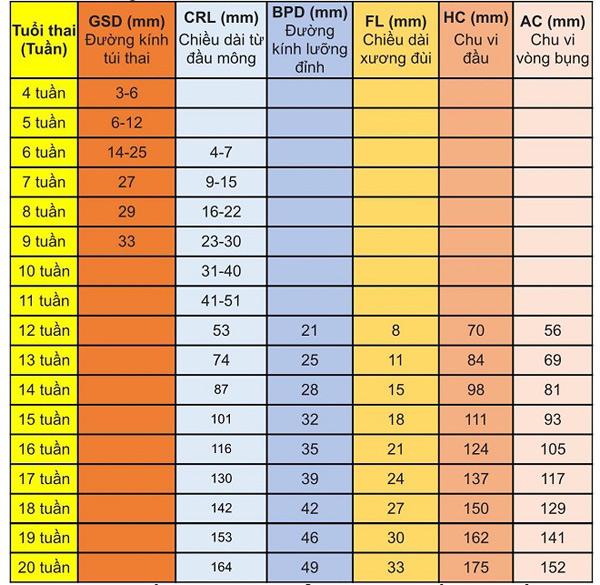 Tuổi thai (Tuần) GSD (mm) Đường kính túi thai CRL (mm) Chiều dài từ đầu mông BPD (mm) Đường kính lưỡng đỉnh FL (mm) Chiều dài xương đùi HC (mm) Chu vi đầu AC (mm) Chu vi vòng bụng
4 tuần 3-6
5 tuần 6-12
6 tuần 14-25 4-7
7 tuần 27 9-15
8 tuần 29 16-22
9 tuần 33 23-30
10 tuần 31-40
11 tuần 41-51
12 tuần 53 21 8 70 56
13 tuần 74 25 11 84 69
14 tuần 87 28 15 98 81
15 tuần 101 32 18 111 93
16 tuần 116 35 21 124 105
17 tuần 130 39 24 137 117
18 tuần 142 42 27 150 129
19 tuần 153 46 30 162 141
20 tuần 164 49 33 175 152